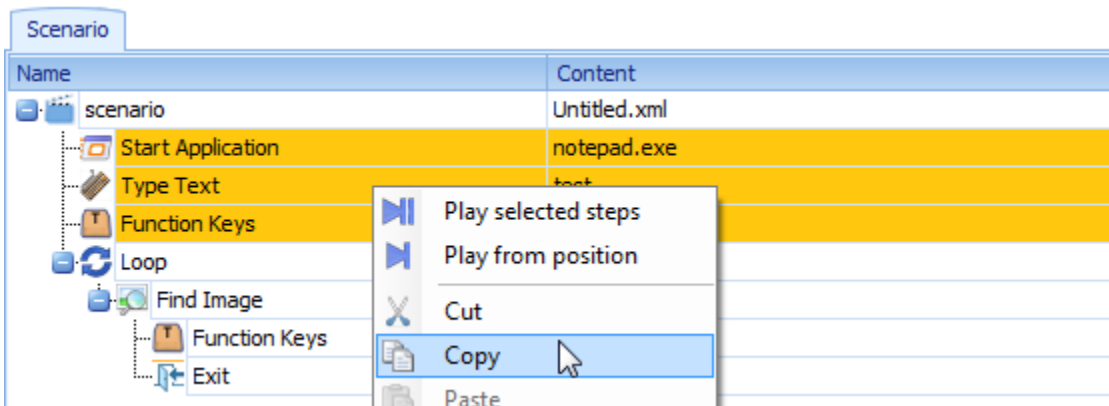 Scenario
Name Content
scenario Untitled.xml
Start Application notepad.exe
Type Text test
Function Keys
Play selected steps
Play from position
Loop
Find Image
Cut
Function Keys
Copy
Exit
Paste